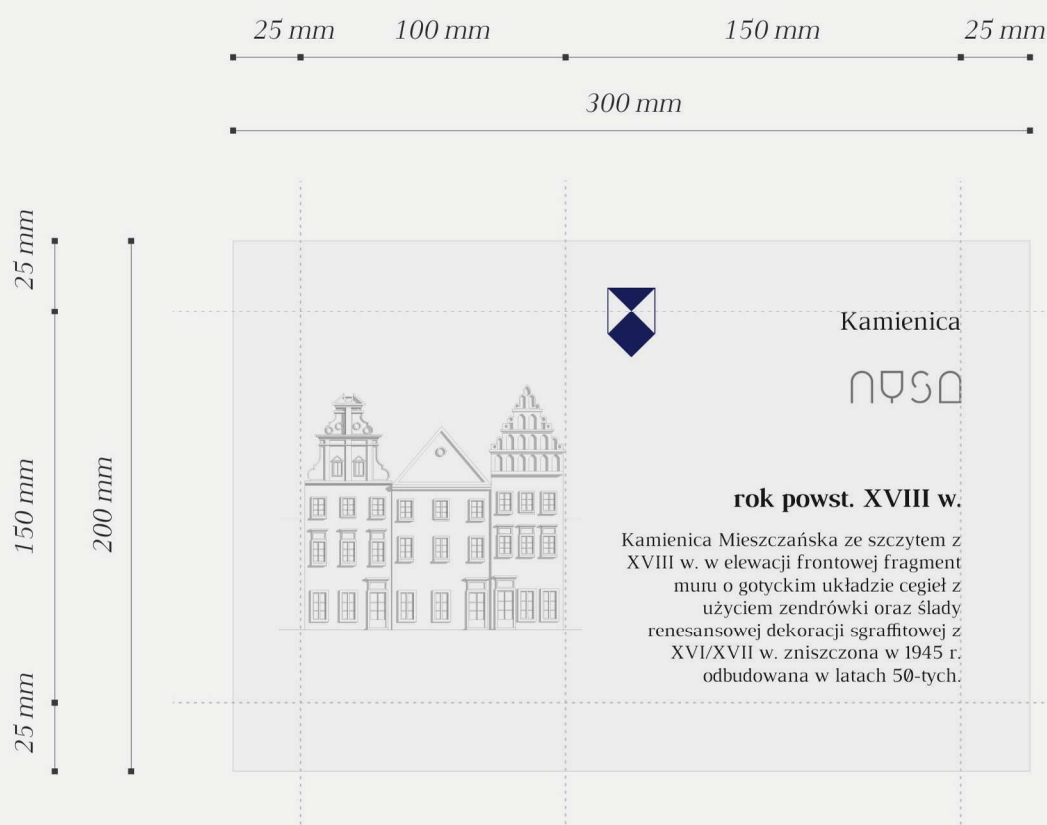 25 mm 100 mm 150 mm 25 mm
300 mm
25 mm
150 mm
200 mm
25 mm
Kamienica
nysa
rok powst. XVIII w.
Kamienica Mieszczańska ze szczytem z
XVIII w. w elewacji frontowej fragment
muru o gotyckim układzie cegieł z
użyciem zendrówki oraz ślady
renesansowej dekoracji sgraffitowej z
XVI/XVII w. zniszczona w 1945 r.
odbudowana w latach 50-tych.